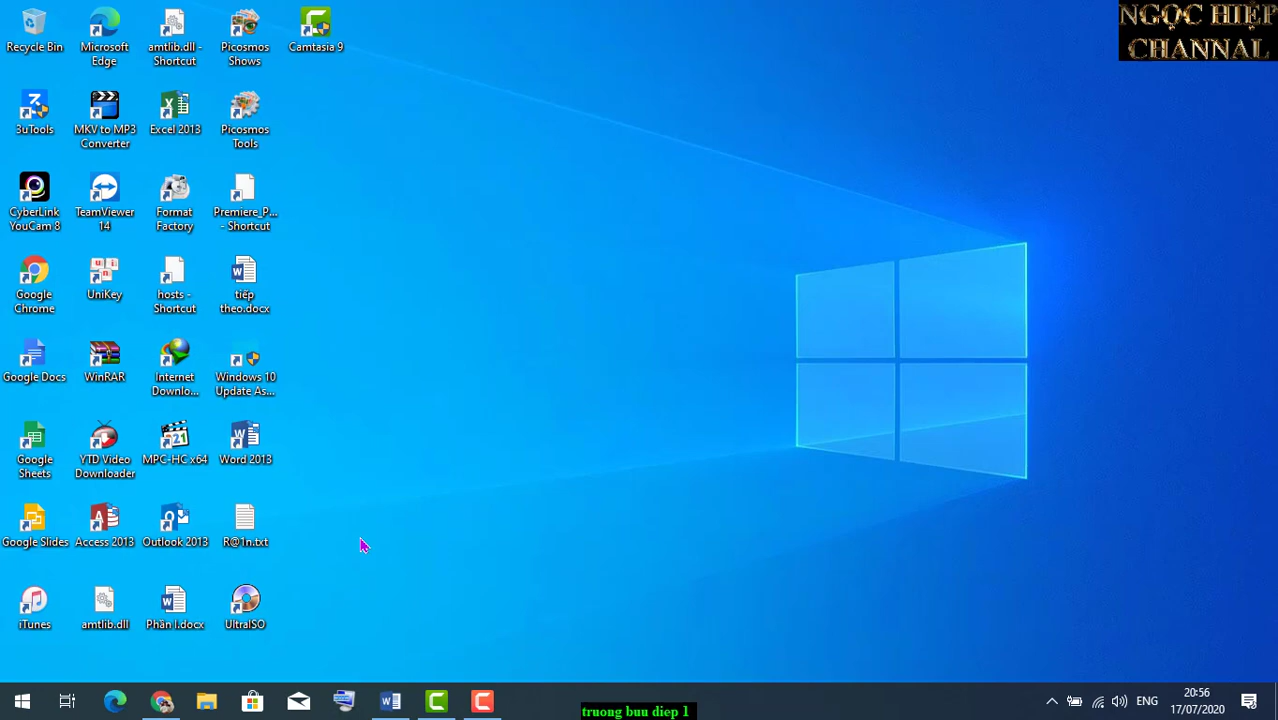 Recycle Bin
Microsoft
Edge
amtlib.dll -
Shortcut
Picosmos
Shows
Camtasia 9
3uTools
MKV to MP3
Converter
Excel 2013
Picosmos
Tools
CyberLink
YouCam 8
TeamViewer
14
Format
Factory
Premiere_P...
- Shortcut
Google
Chrome
UniKey
hosts -
Shortcut
tiếp
theo.docx
Google Docs
WinRAR
Internet
Downlo...
Windows 10
Update As...
Google
Sheets
YTD Video
Downloader
MPC-HC x64
Word 2013
Google Slides
Access 2013
Outlook 2013
R@1n.txt
iTunes
amtlib.dll
Phần I.docx
UltraISO
NGỌC HIỆP
CHANNAL
truong buu diep 1
ENG
20:56
17/07/2020